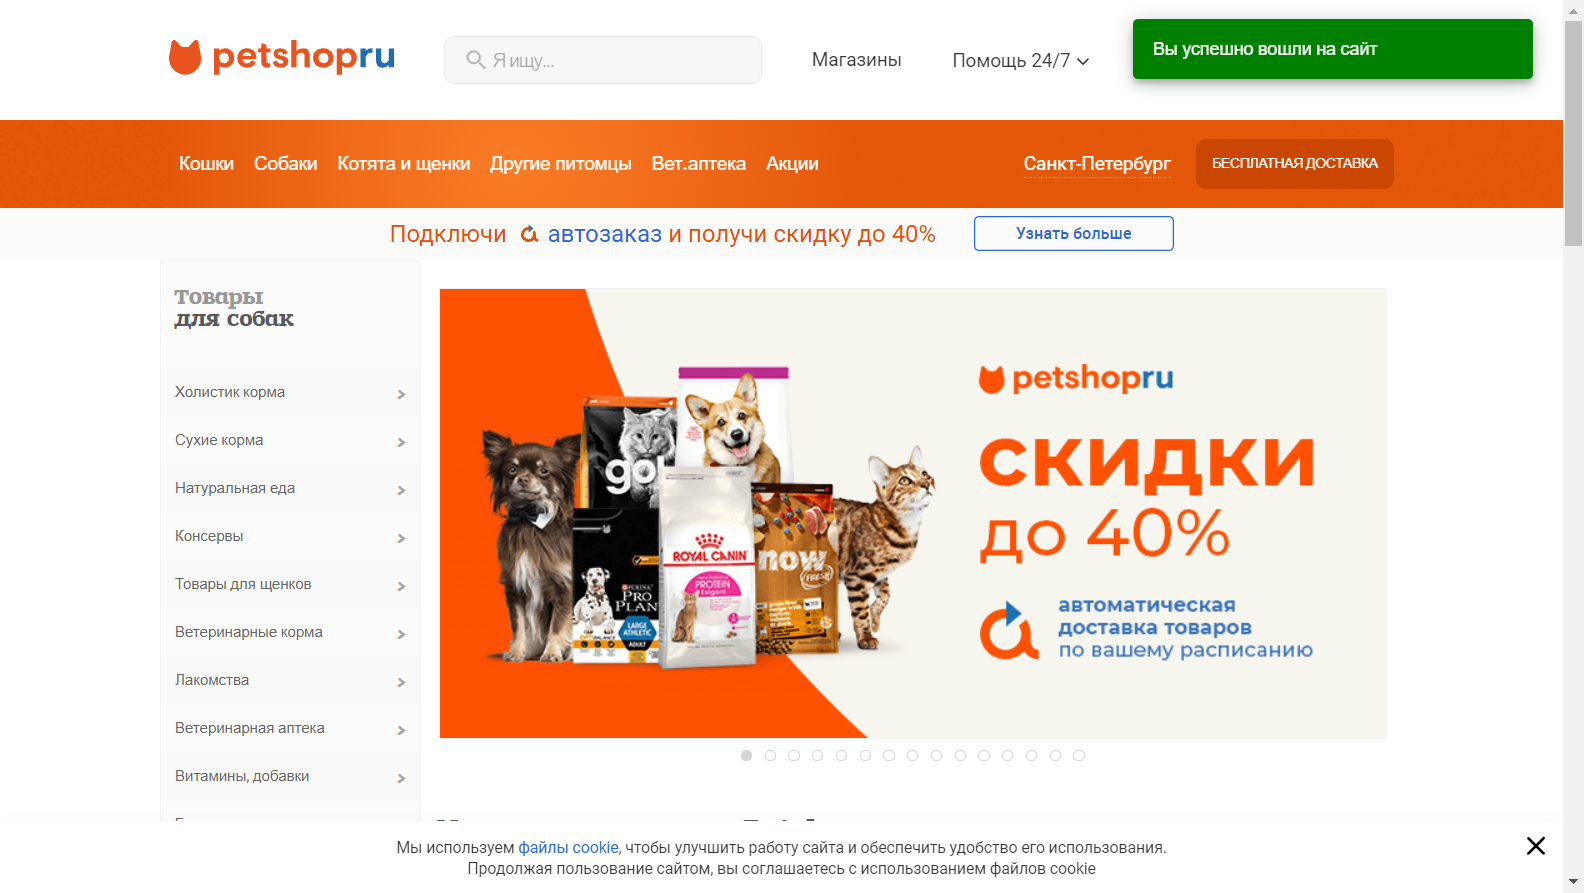 petshopru
Я ищу...
Магазины
Помощь 24/7
Вы успешно вошли на сайт
Кошки
Собаки
Котята и щенки
Другие питомцы
Вет.аптека
Акции
Санкт-Петербург
БЕСПЛАТНАЯ ДОСТАВКА
Подключи автозаказ и получи скидку до 40%
Узнать больше
Товары
для собак
Холистик корма
Сухие корма
Натуральная еда
Консервы
Товары для щенков
Ветеринарные корма
Лакомства
Ветеринарная аптека
Витамины, добавки
petshopru
скидки
до 40%
автоматическая
доставка товаров
по вашему расписанию
go!
ROYAL CANIN
PROTEIN
Exigent
PURINA
PRO
PLAN
LARGE
ATHLETIC
ADULT
now
FRESH
Мы используем файлы cookie, чтобы улучшить работу сайта и обеспечить удобство его использования.
Продолжая пользование сайтом, вы соглашаетесь с использованием файлов cookie